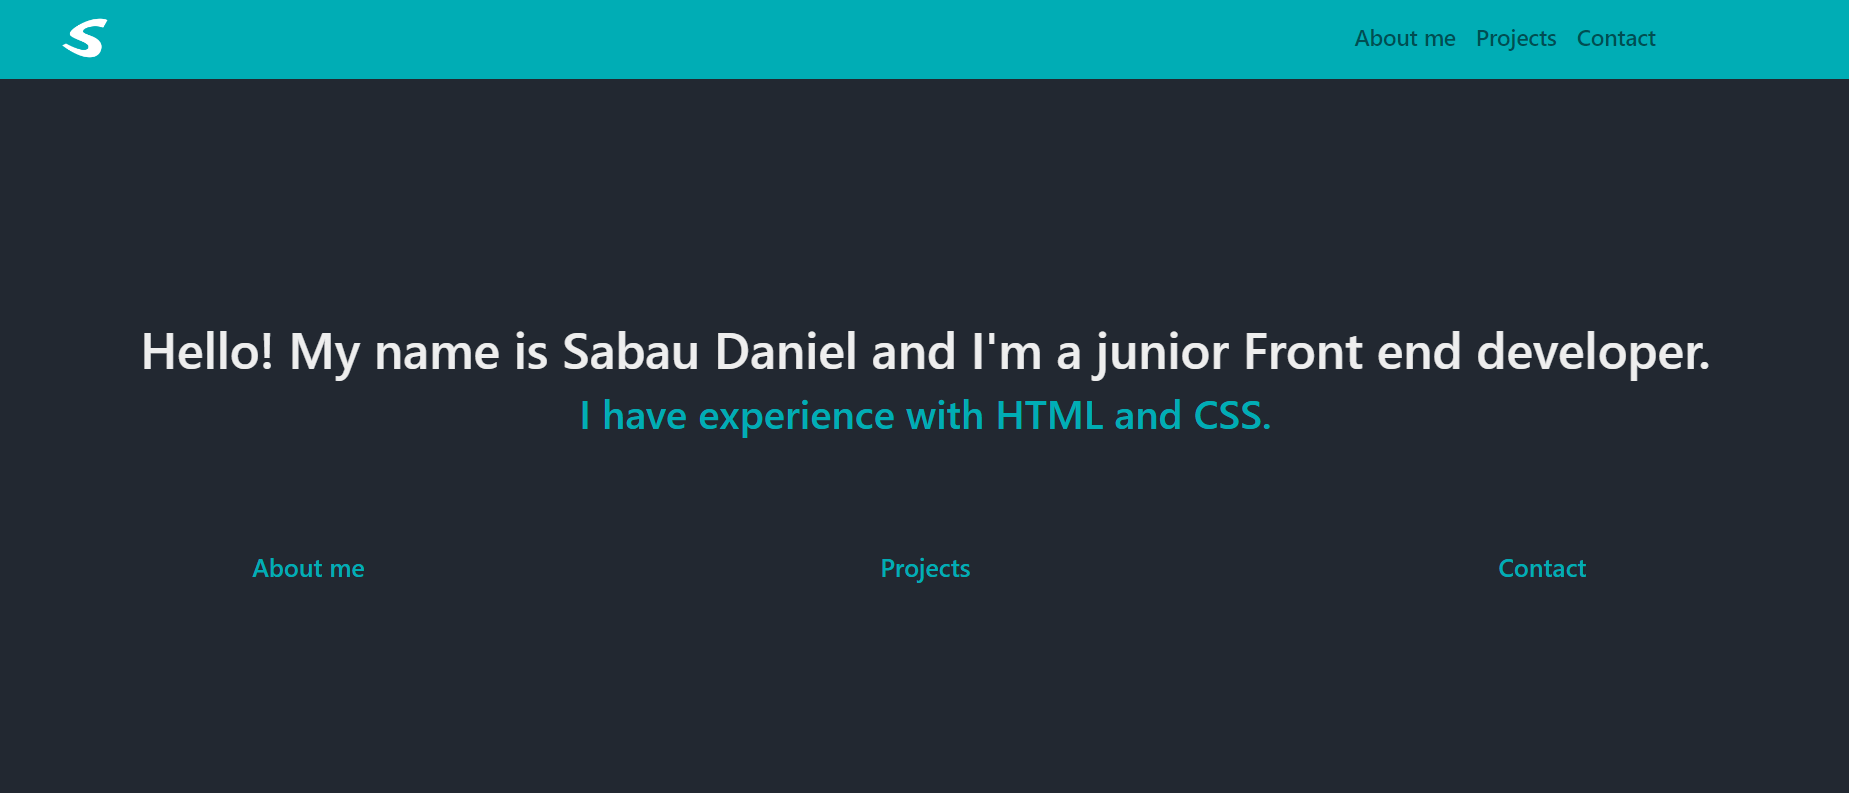 S
About me Projects Contact
Hello! My name is Sabau Daniel and I'm a junior Front end developer.
I have experience with HTML and CSS.
About me Projects Contact